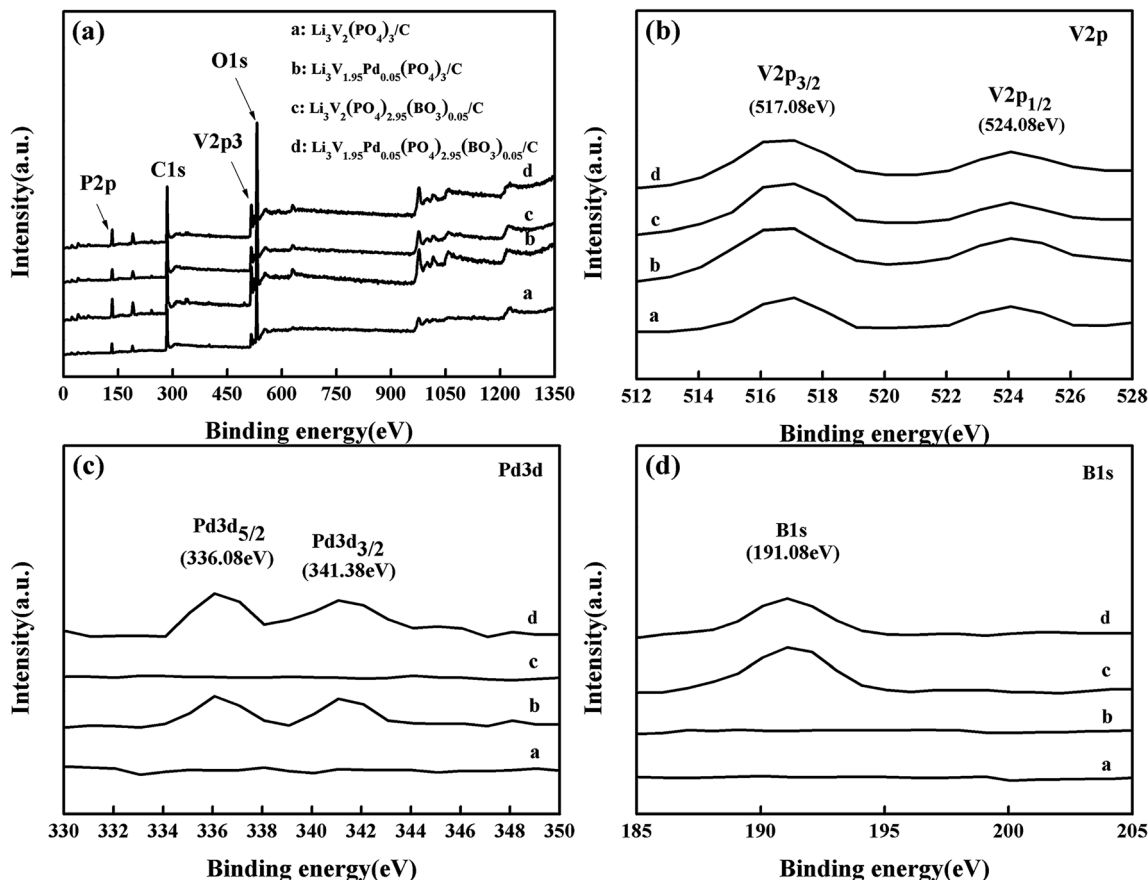 (a)
a: Li3V2(PO4)3/C
O1s
b: Li3V1.95Pd0.05(PO4)3/C
c: Li3V2(PO4)2.95(BO3)0.05/C
V2p3
d: Li3V1.95Pd0.05(PO4)2.95(BO3)0.05/C
C1s
P2p
d
c
b
a
Intensity(a.u.)
0 150 300 450 600 750 900 1050 1200 1350
Binding energy(eV)
(b)
V2p
V2p3/2
(517.08eV)
V2p1/2
(524.08eV)
d
c
b
a
Intensity(a.u.)
512 514 516 518 520 522 524 526 528
Binding energy(eV)
(c)
Pd3d
Pd3d5/2
(336.08eV)
Pd3d3/2
(341.38eV)
d
c
b
a
Intensity(a.u.)
330 332 334 336 338 340 342 344 346 348 350
Binding energy(eV)
(d)
B1s
B1s
(191.08eV)
d
c
b
a
Intensity(a.u.)
185 190 195 200 205
Binding energy(eV)